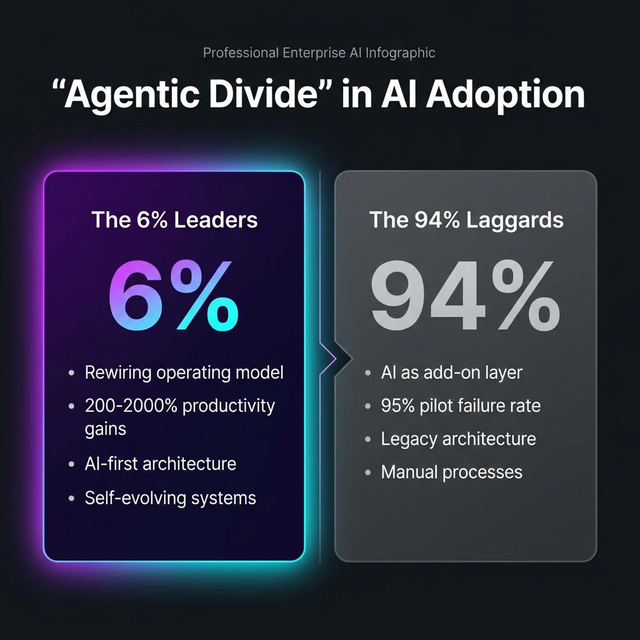 Professional Enterprise AI Infographic
“Agentic Divide” in AI Adoption
The 6% Leaders
6%
• Rewiring operating model
• 200-2000% productivity
gains
• AI-first architecture
• Self-evolving systems
The 94% Laggards
94%
• AI as add-on layer
• 95% pilot failure rate
• Legacy architecture
• Manual processes